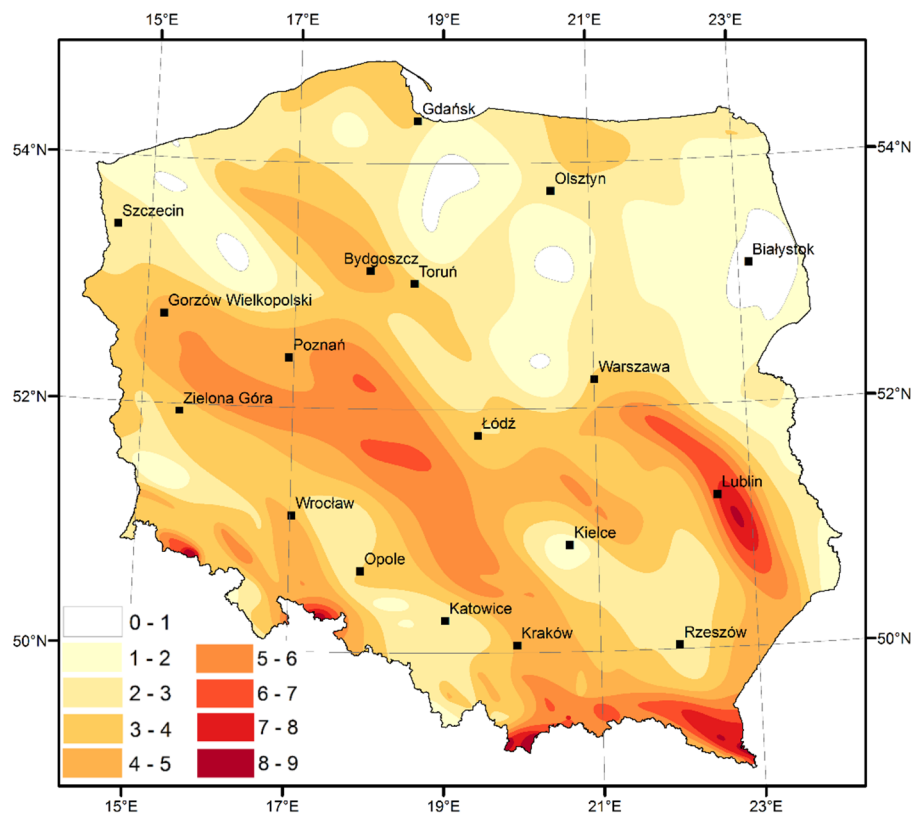 15°E 17°E 19°E 21°E 23°E
Gdańsk
54°N 54°N
Olsztyn
Szczecin
Białystok
Bydgoszcz
Toruń
Gorzów Wielkopolski
Poznań
Warszawa
52°N 52°N
Zielona Góra
Łódź
Lublin
Wrocław
Kielce
Opole
Katowice
0 - 1
Kraków
Rzeszów
50°N 50°N
1 - 2 5 - 6
2 - 3 6 - 7
3 - 4 7 - 8
4 - 5 8 - 9
15°E 17°E 19°E 21°E 23°E